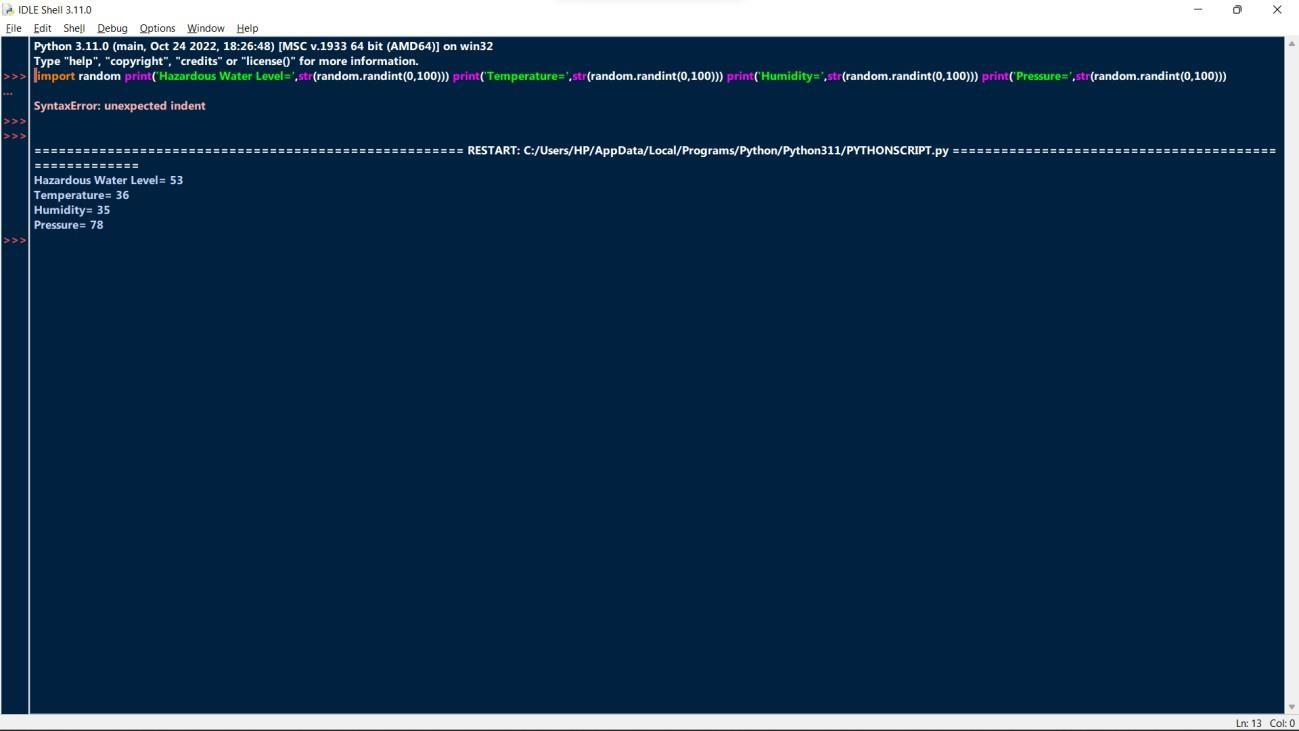 IDLE Shell 3.11.0
File Edit Shell Debug Options Window Help
Python 3.11.0 (main, Oct 24 2022, 18:26:48) [MSC v.1933 64 bit (AMD64)] on win32
Type "help", "copyright", "credits" or "license()" for more information.
>>> import random print('Hazardous Water Level=',str(random.randint(0,100))) print('Temperature=',str(random.randint(0,100))) print('Humidity=',str(random.randint(0,100))) print('Pressure=',str(random.randint(0,100)))
...
SyntaxError: unexpected indent
>>>
>>>
===================================================== RESTART: C:/Users/HP/AppData/Local/Programs/Python/Python311/PYTHONSCRIPT.py ========================================
=============
Hazardous Water Level= 53
Temperature= 36
Humidity= 35
Pressure= 78
>>>
Ln: 13 Col: 0